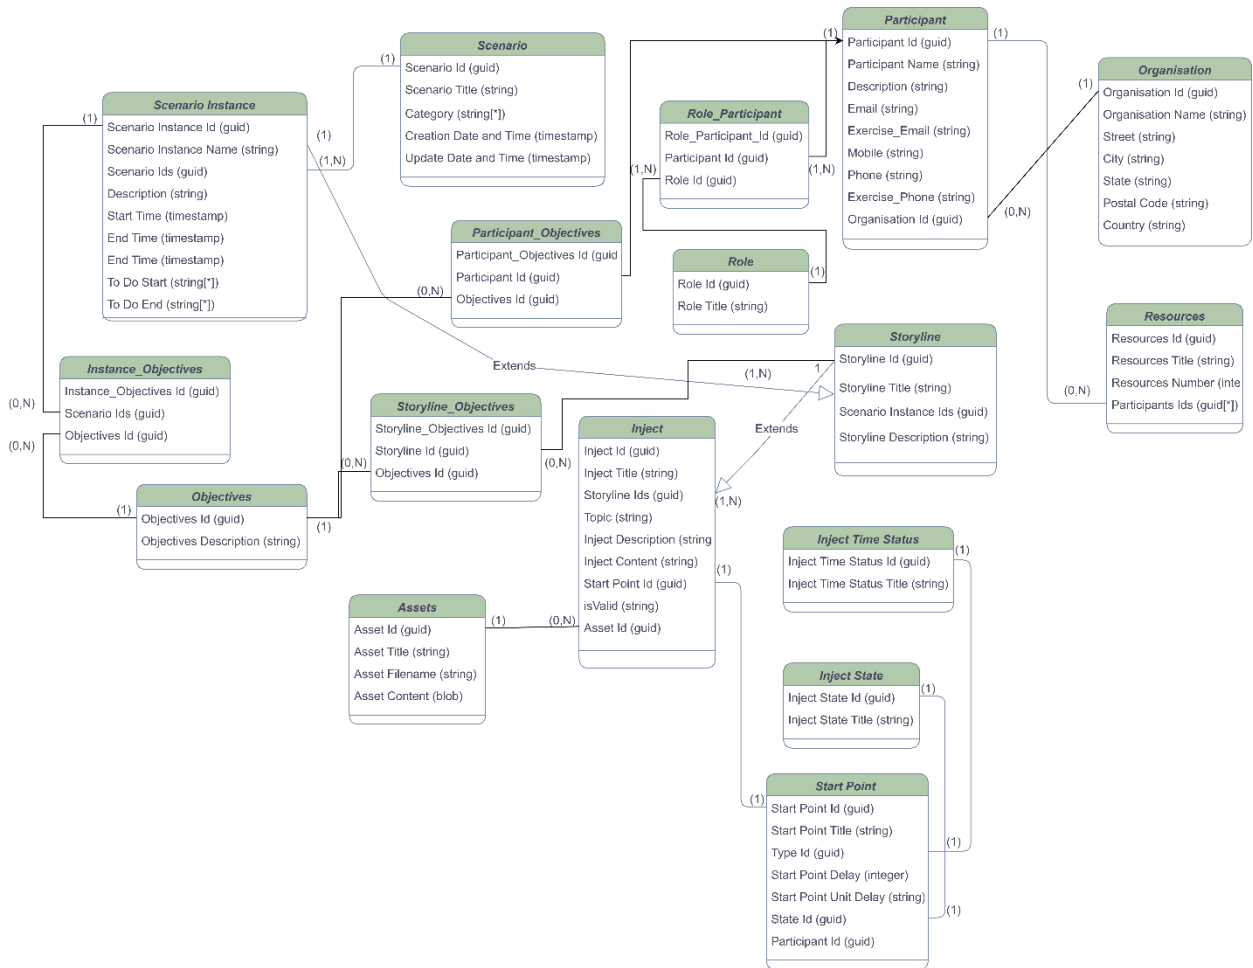 Participant
Participant Id (guid)
Participant Name (string)
Description (string)
Email (string)
Exercise_Email (string)
Mobile (string)
Phone (string)
Exercise_Phone (string)
Organisation Id (guid)
(1)
(1)
(0,N)
Scenario
Scenario Id (guid)
Scenario Title (string)
Category (string[*])
Creation Date and Time (timestamp)
Update Date and Time (timestamp)
(1)
Organisation
Organisation Id (guid)
Organisation Name (string)
Street (string)
City (string)
State (string)
Postal Code (string)
Country (string)
(1)
Scenario Instance
Scenario Instance Id (guid)
Scenario Instance Name (string)
Scenario Ids (guid)
Description (string)
Start Time (timestamp)
End Time (timestamp)
End Time (timestamp)
To Do Start (string[*])
To Do End (string[*])
(1)
(1)
(1,N)
Role_Participant
Role_Participant_Id (guid)
Participant Id (guid)
Role Id (guid)
(1,N)
(1,N)
Participant_Objectives
Participant_Objectives Id (guid
Participant Id (guid)
Objectives Id (guid)
(0,N)
Role
Role Id (guid)
Role Title (string)
(1)
Resources
Resources Id (guid)
Resources Title (string)
Resources Number (inte
Participants Ids (guid[*])
(0,N)
Storyline
Storyline Id (guid)
Storyline Title (string)
Scenario Instance Ids (guid)
Storyline Description (string)
1
(1,N)
Extends
Extends
Instance_Objectives
Instance_Objectives Id (guid)
Scenario Ids (guid)
Objectives Id (guid)
(0,N)
(0,N)
Storyline_Objectives
Storyline_Objectives Id (guid)
Storyline Id (guid)
Objectives Id (guid)
(0,N)
(0,N)
Inject
Inject Id (guid)
Inject Title (string)
Storyline Ids (guid)
Topic (string)
Inject Description (string
Inject Content (string)
Start Point Id (guid)
isValid (string)
Asset Id (guid)
(1,N)
(1)
(0,N)
Objectives
Objectives Id (guid)
Objectives Description (string)
(1)
(1)
Inject Time Status
Inject Time Status Id (guid)
Inject Time Status Title (string)
(1)
Assets
Asset Id (guid)
Asset Title (string)
Asset Filename (string)
Asset Content (blob)
(1)
Inject State
Inject State Id (guid)
Inject State Title (string)
(1)
Start Point
Start Point Id (guid)
Start Point Title (string)
Type Id (guid)
Start Point Delay (integer)
Start Point Unit Delay (string)
State Id (guid)
Participant Id (guid)
(1)
(1)
(1)